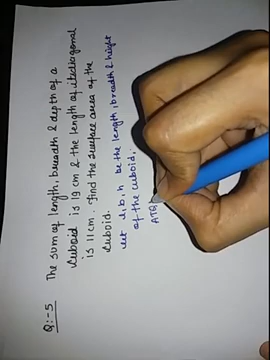 Q:-5 The sum of length, breadth & depth of a
cuboid is 19 cm & the length of its diagonal
is 11 cm. Find the surface area of the
cuboid.
Let l, b, h be the length, breadth & height
of the cuboid.
ATQ